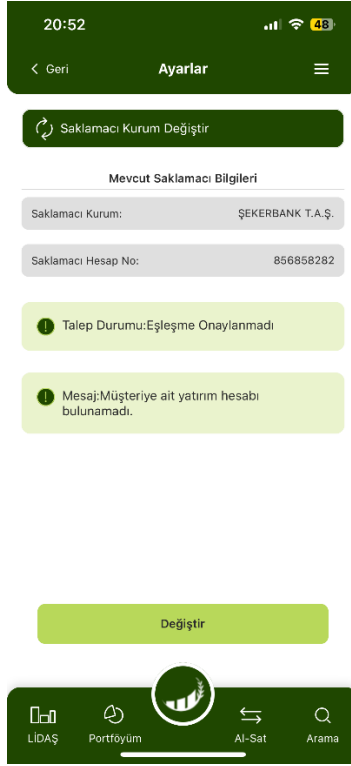 20:52
48
Geri
Ayarlar
Saklamacı Kurum Değiştir
Mevcut Saklamacı Bilgileri
Saklamacı Kurum: ŞEKERBANK T.A.Ş.
Saklamacı Hesap No: 856858282
Talep Durumu:Eşleşme Onaylanmadı
Mesaj:Müşteriye ait yatırım hesabı
bulunamadı.
Değiştir
LİDAŞ
Portföyüm
Al-Sat
Arama